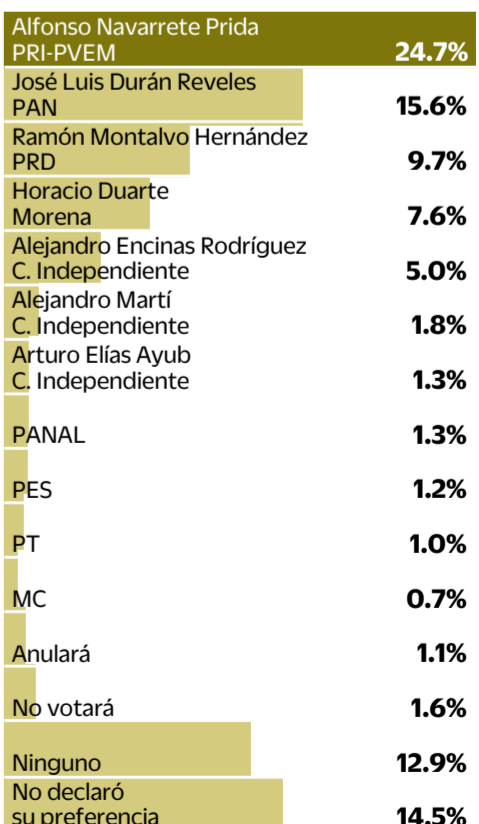 Alfonso Navarrete Prida
PRI-PVEM 24.7%
José Luis Durán Reveles
PAN 15.6%
Ramón Montalvo Hernández
PRD 9.7%
Horacio Duarte
Morena 7.6%
Alejandro Encinas Rodríguez
C. Independiente 5.0%
Alejandro Martí
C. Independiente 1.8%
Arturo Elías Ayub
C. Independiente 1.3%
PANAL 1.3%
PES 1.2%
PT 1.0%
MC 0.7%
Anulará 1.1%
No votará 1.6%
Ninguno 12.9%
No declaró
su preferencia 14.5%